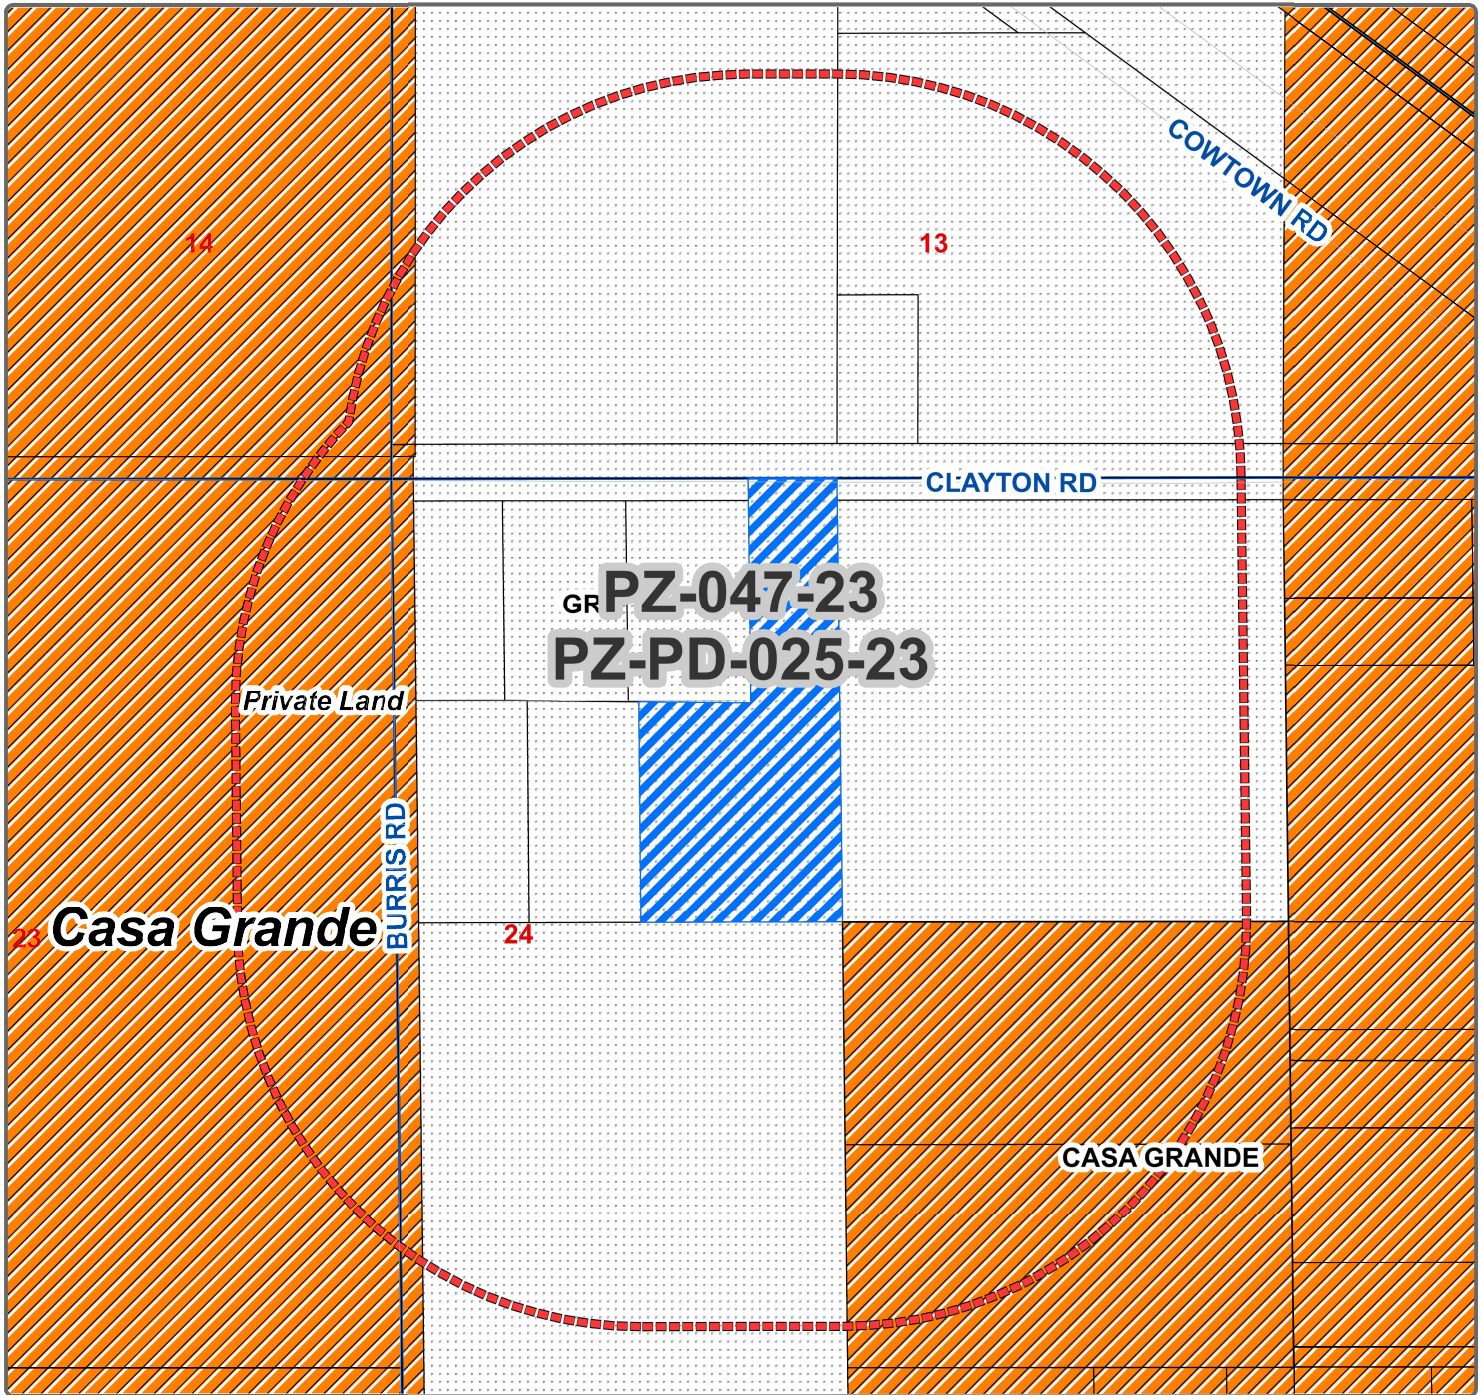 COWTOWN RD
14
13
CLAYTON RD
GR
PZ-047-23
PZ-PD-025-23
Private Land
BURRIS RD
23
Casa Grande
24
CASA GRANDE